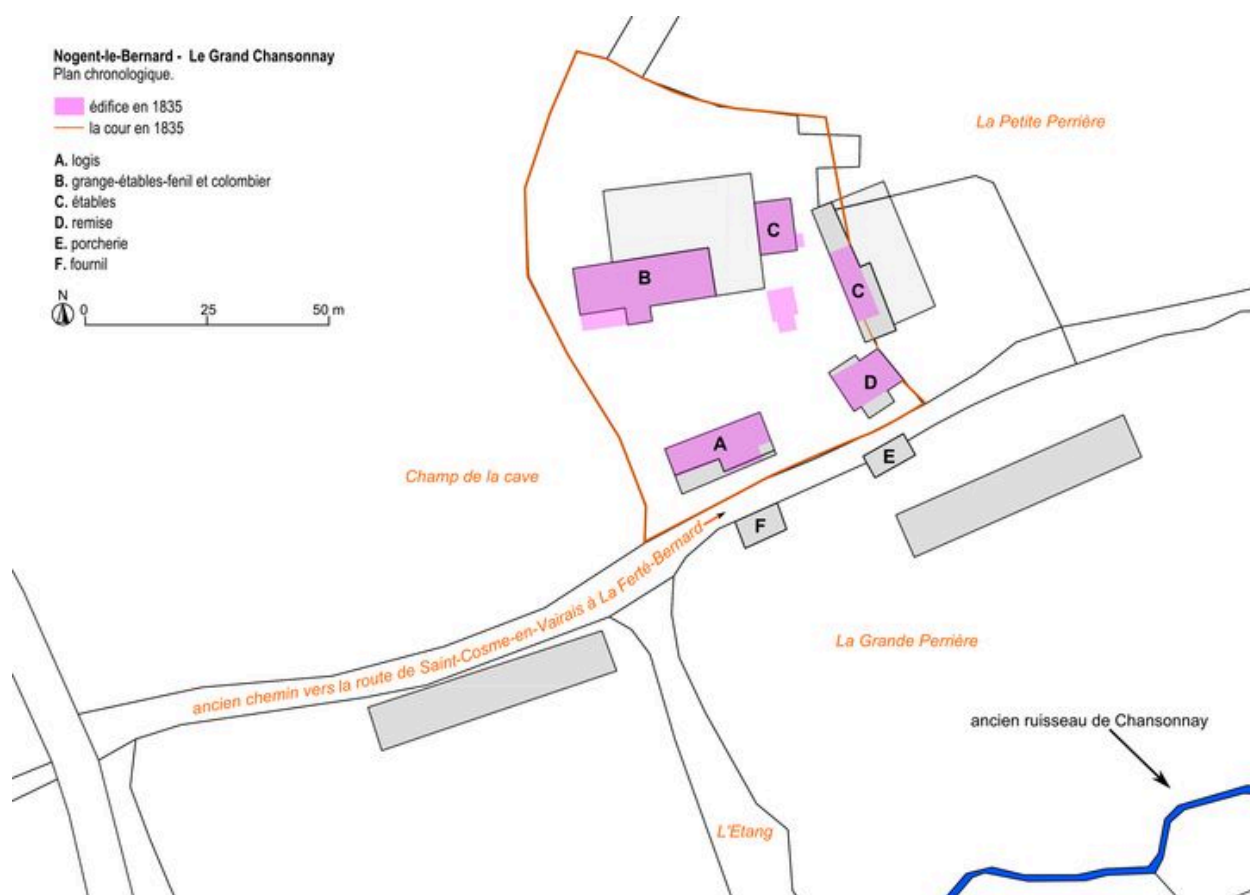 Nogent-le-Bernard - Le Grand Chansonnay
Plan chronologique.
édifice en 1835
la cour en 1835
A. logis
B. grange-étables-fenil et colombier
C. étables
D. remise
E. porcherie
F. fournil
N
0 25 50 m
La Petite Perrière
C
B
C
D
A
E
Champ de la cave
F
ancien chemin vers la route de Saint-Cosme-en-Vairais à La Ferté-Bernard
La Grande Perrière
ancien ruisseau de Chansonnay
L'Etang